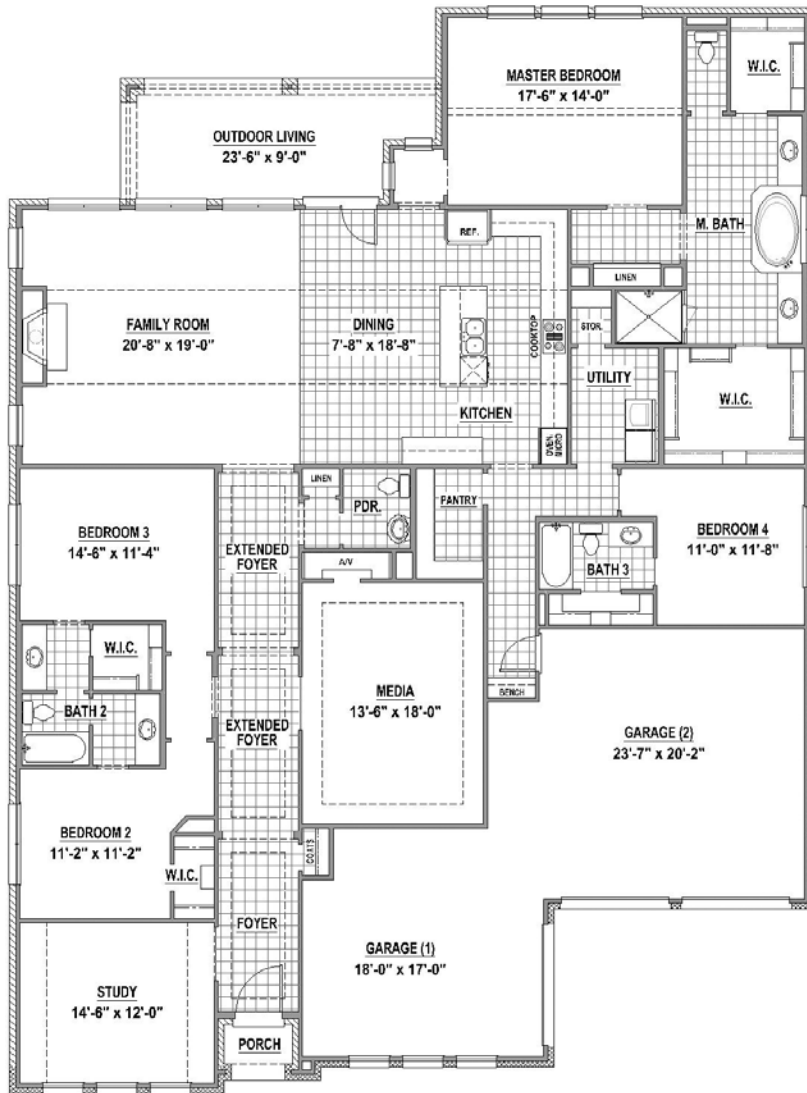 MASTER BEDROOM
17'-6" x 14'-0"
W.I.C.
OUTDOOR LIVING
23'-6" x 9'-0"
REF.
M. BATH
LINEN
FAMILY ROOM
20'-8" x 19'-0"
DINING
7'-8" x 18'-8"
COOKTOP
STOR.
UTILITY
W.I.C.
KITCHEN
OVEN
MICRO
LINEN
PDR.
PANTRY
BEDROOM 3
14'-6" x 11'-4"
EXTENDED
FOYER
BEDROOM 4
11'-0" x 11'-8"
A/V
BATH 3
W.I.C.
MEDIA
13'-6" x 18'-0"
BENCH
BATH 2
EXTENDED
FOYER
GARAGE (2)
23'-7" x 20'-2"
BEDROOM 2
11'-2" x 11'-2"
W.I.C.
COATS
FOYER
GARAGE (1)
18'-0" x 17'-0"
STUDY
14'-6" x 12'-0"
PORCH